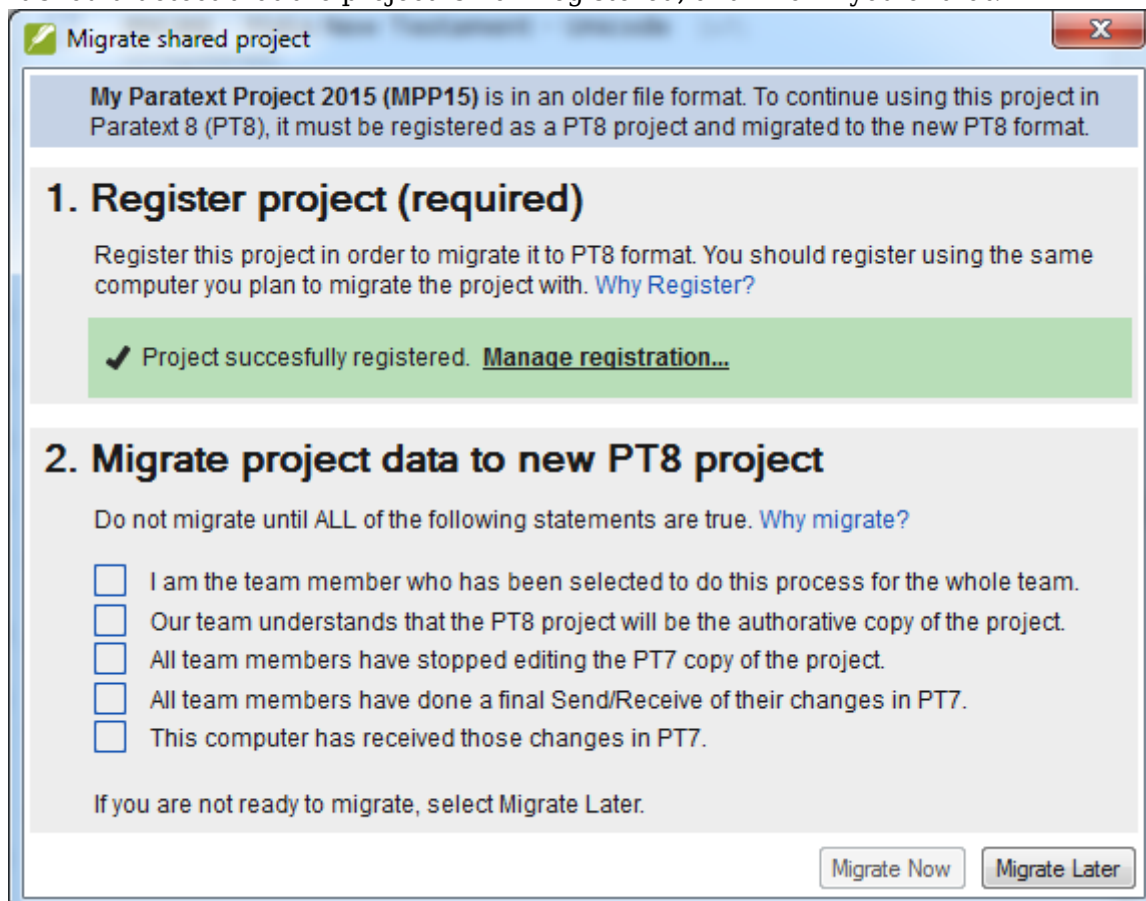 Migrate shared project
New Testament - Unicode
My Paratext Project 2015 (MPP15) is in an older file format. To continue using this project in
Paratext 8 (PT8), it must be registered as a PT8 project and migrated to the new PT8 format.
1. Register project (required)
Register this project in order to migrate it to PT8 format. You should register using the same
computer you plan to migrate the project with. Why Register?
✔ Project succesfully registered. Manage registration...
2. Migrate project data to new PT8 project
Do not migrate until ALL of the following statements are true. Why migrate?
I am the team member who has been selected to do this process for the whole team.
Our team understands that the PT8 project will be the authorative copy of the project.
All team members have stopped editing the PT7 copy of the project.
All team members have done a final Send/Receive of their changes in PT7.
This computer has received those changes in PT7.
If you are not ready to migrate, select Migrate Later.
Migrate Now
Migrate Later